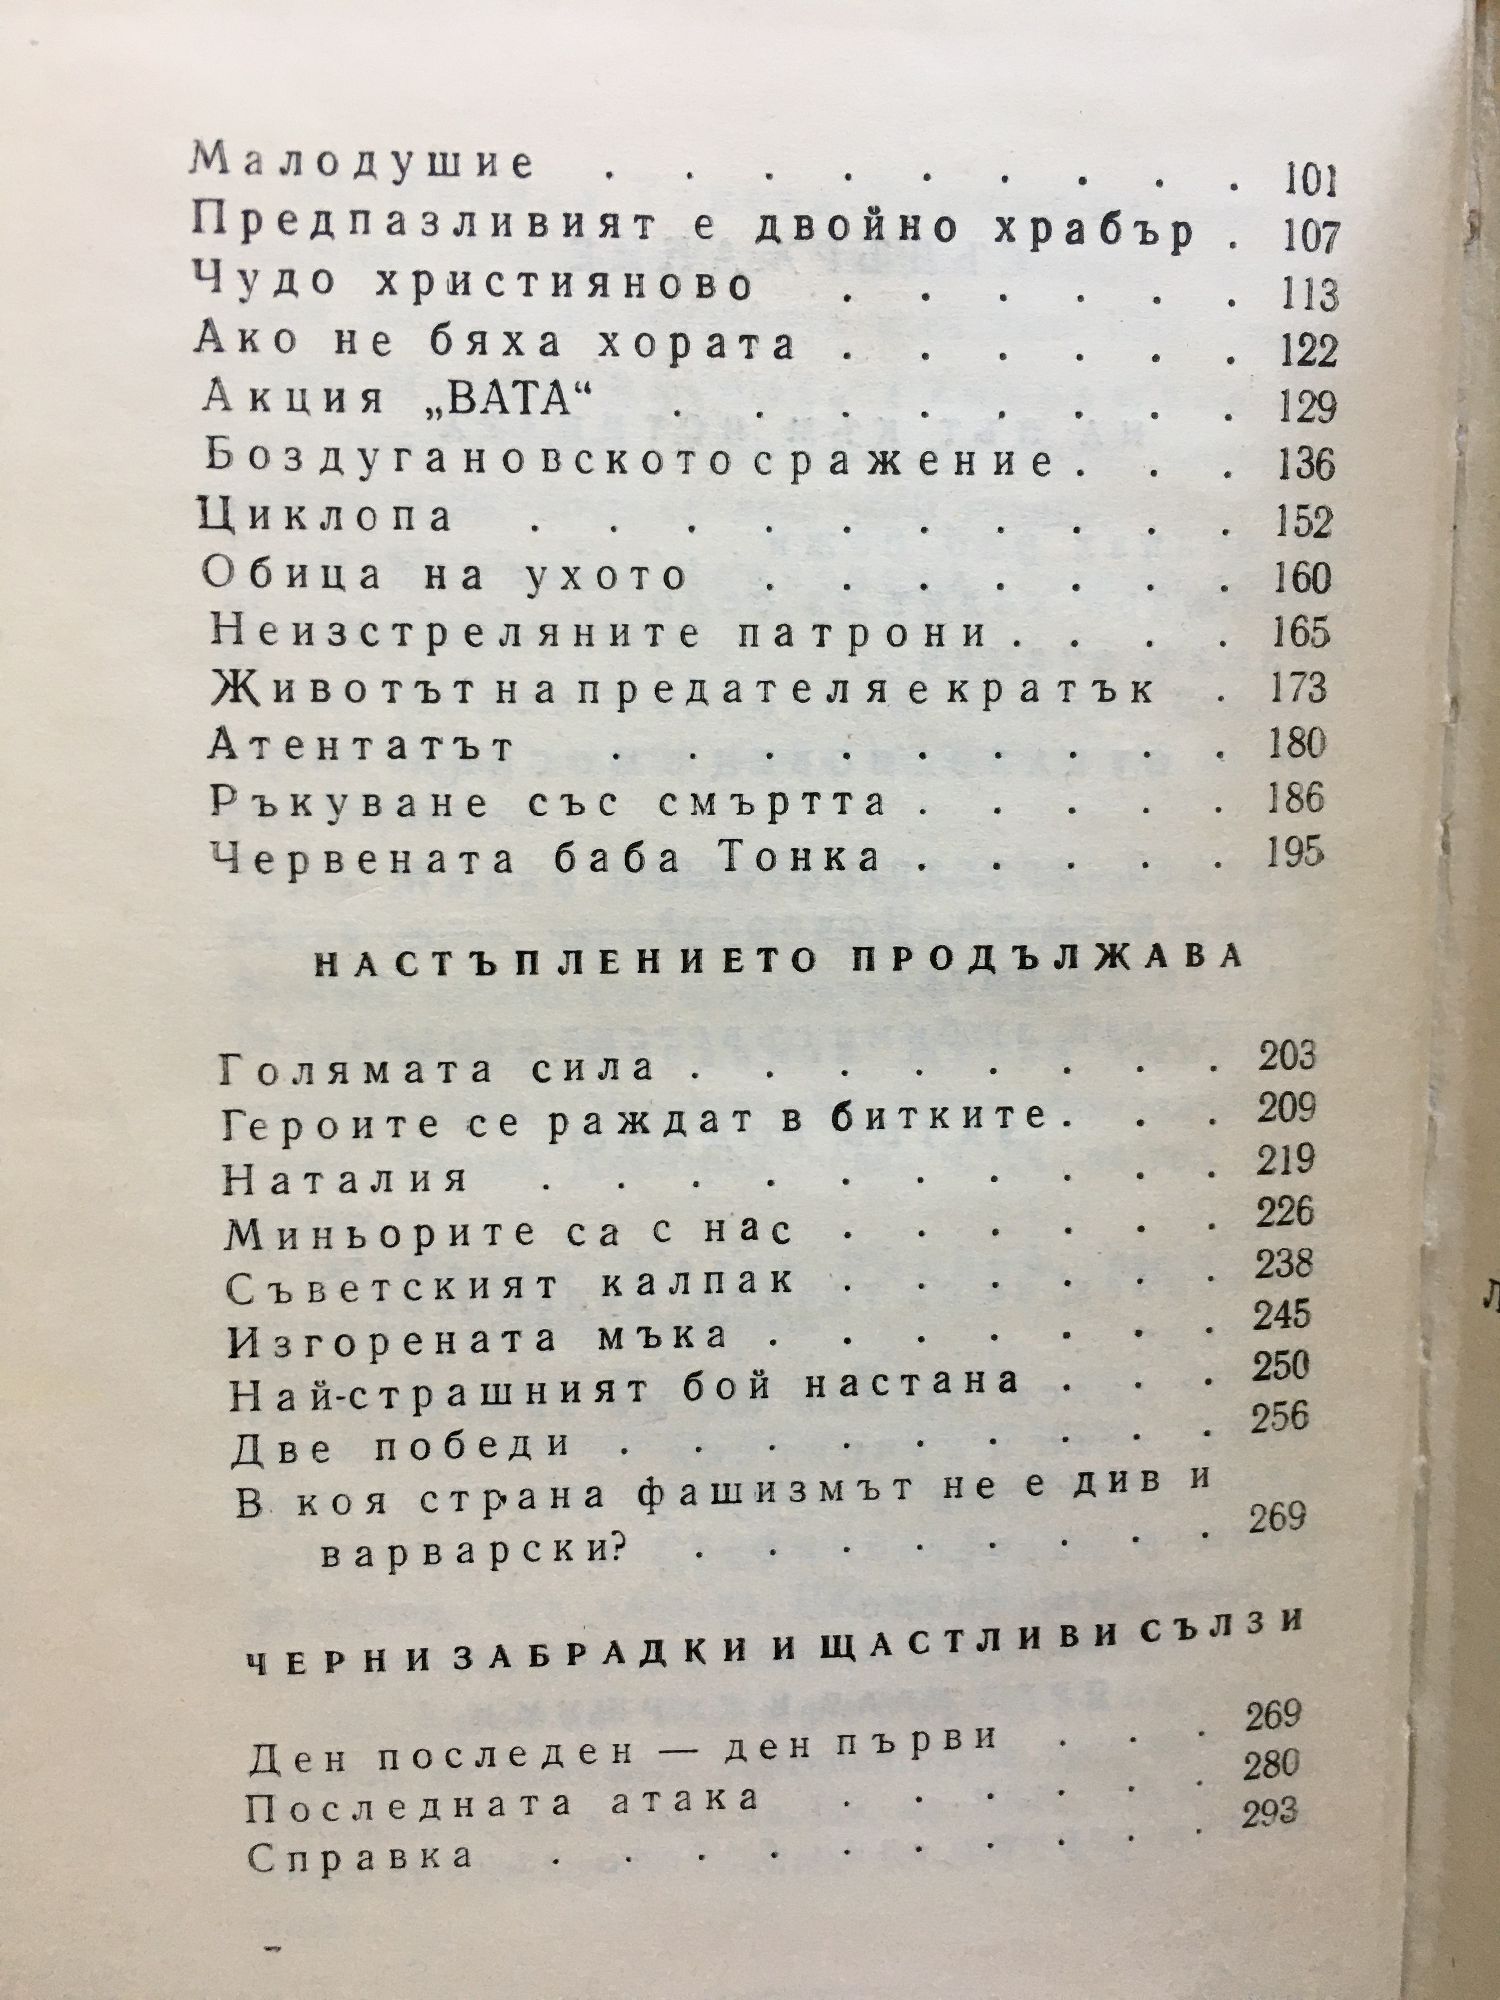 Малодушие . . . . . . . . . 101
Предпазливият е двойно храбър . 107
Чудо християново . . . . . . 113
Ако не бяха хората . . . . . . 122
Акция „ВАТА“ . . . . . . . . 129
Боздугановското сражение . . . 136
Циклопа . . . . . . . . . . 152
Обица на ухото . . . . . . . 160
Неизстреляните патрони . . . . 165
Животът на предателя е кратък . 173
Атентатът . . . . . . . . . 180
Ръкуване със смъртта . . . . . 186
Червената баба Тонка . . . . . 195
НАСТЪПЛЕНИЕТО ПРОДЪЛЖАВА
Голямата сила . . . . . . . . 203
Героите се раждат в битките . . . 209
Наталия . . . . . . . . . . 219
Миньорите са с нас . . . . . . 226
Съветският калпак . . . . . . 238
Изгорената мъка . . . . . . . 245
Най-страшният бой настана . . . 250
Две победи . . . . . . . . . 256
В коя страна фашизмът не е див и
варварски? . . . . . . . . 269
ЧЕРНИ ЗАБРАДКИ И ЩАСТЛИВИ СЪЛЗИ
Ден последен — ден първи . . . 269
Последната атака . . . . . . 280
Справка . . . . . . . . . . 293